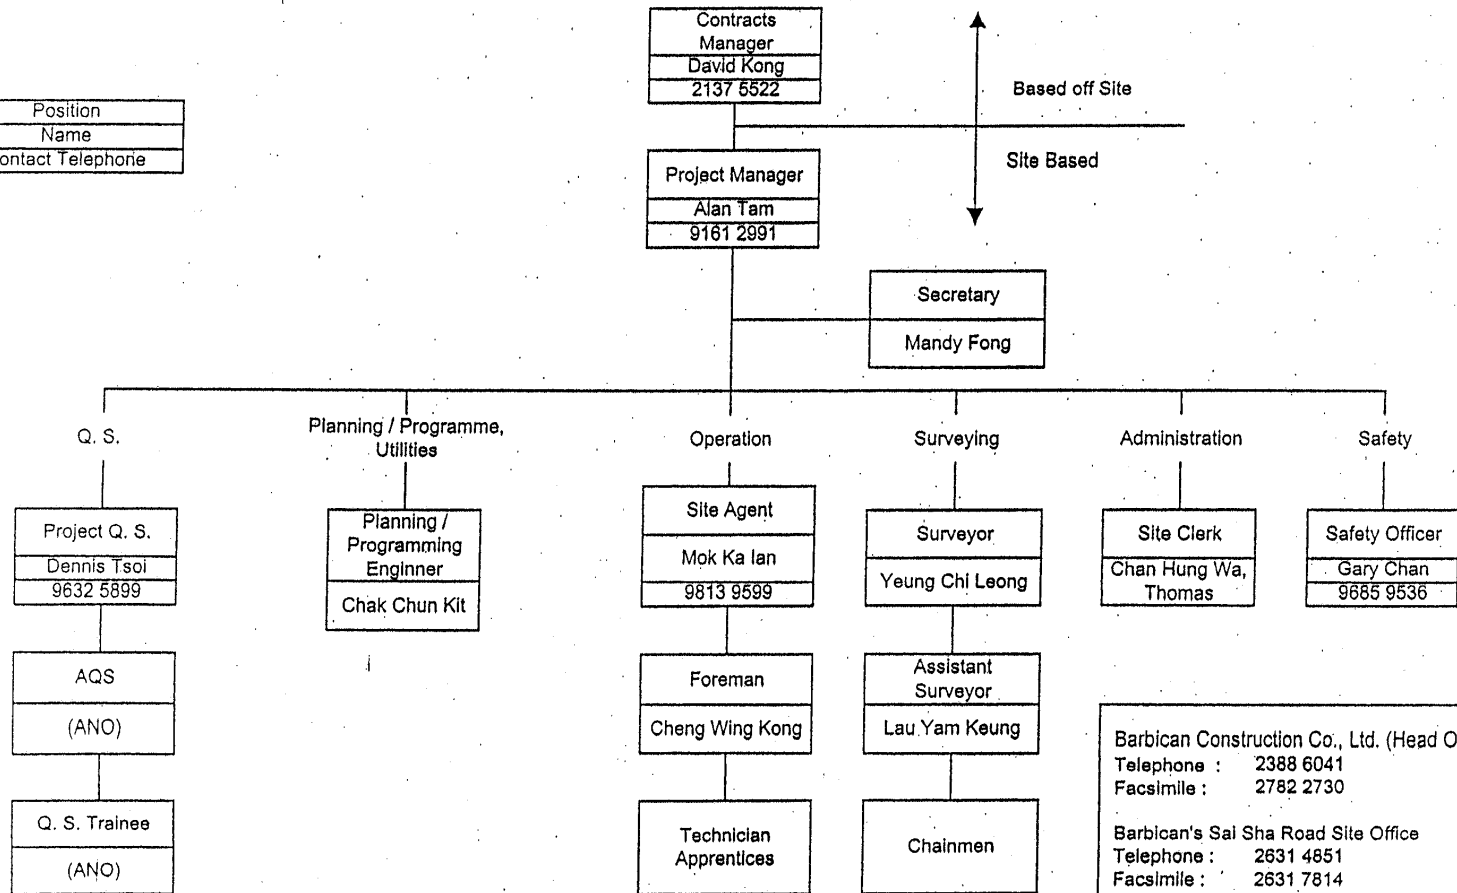 Contracts
Manager
David Kong
2137 5522
Based off Site
Position
Name
ontact Telephone
Site Based
Project Manager
Alan Tam
9161 2991
Secretary
Mandy Fong
Q. S.
Planning / Programme,
Utilities
Operation
Surveying
Administration
Safety
Project Q. S.
Dennis Tsoi
9632 5899
Planning /
Programming
Enginner
Chak Chun Kit
Site Agent
Mok Ka Ian
9813 9599
Surveyor
Yeung Chi Leong
Site Clerk
Chan Hung Wa,
Thomas
Safety Officer
Gary Chan
9685 9536
AQS
(ANO)
Foreman
Cheng Wing Kong
Assistant
Surveyor
Lau Yam Keung
Q. S. Trainee
(ANO)
Technician
Apprentices
Chainmen
Barbican Construction Co., Ltd. (Head O
Telephone : 2388 6041
Facsimile : 2782 2730
Barbican's Sai Sha Road Site Office
Telephone : 2631 4851
Facsimile : 2631 7814